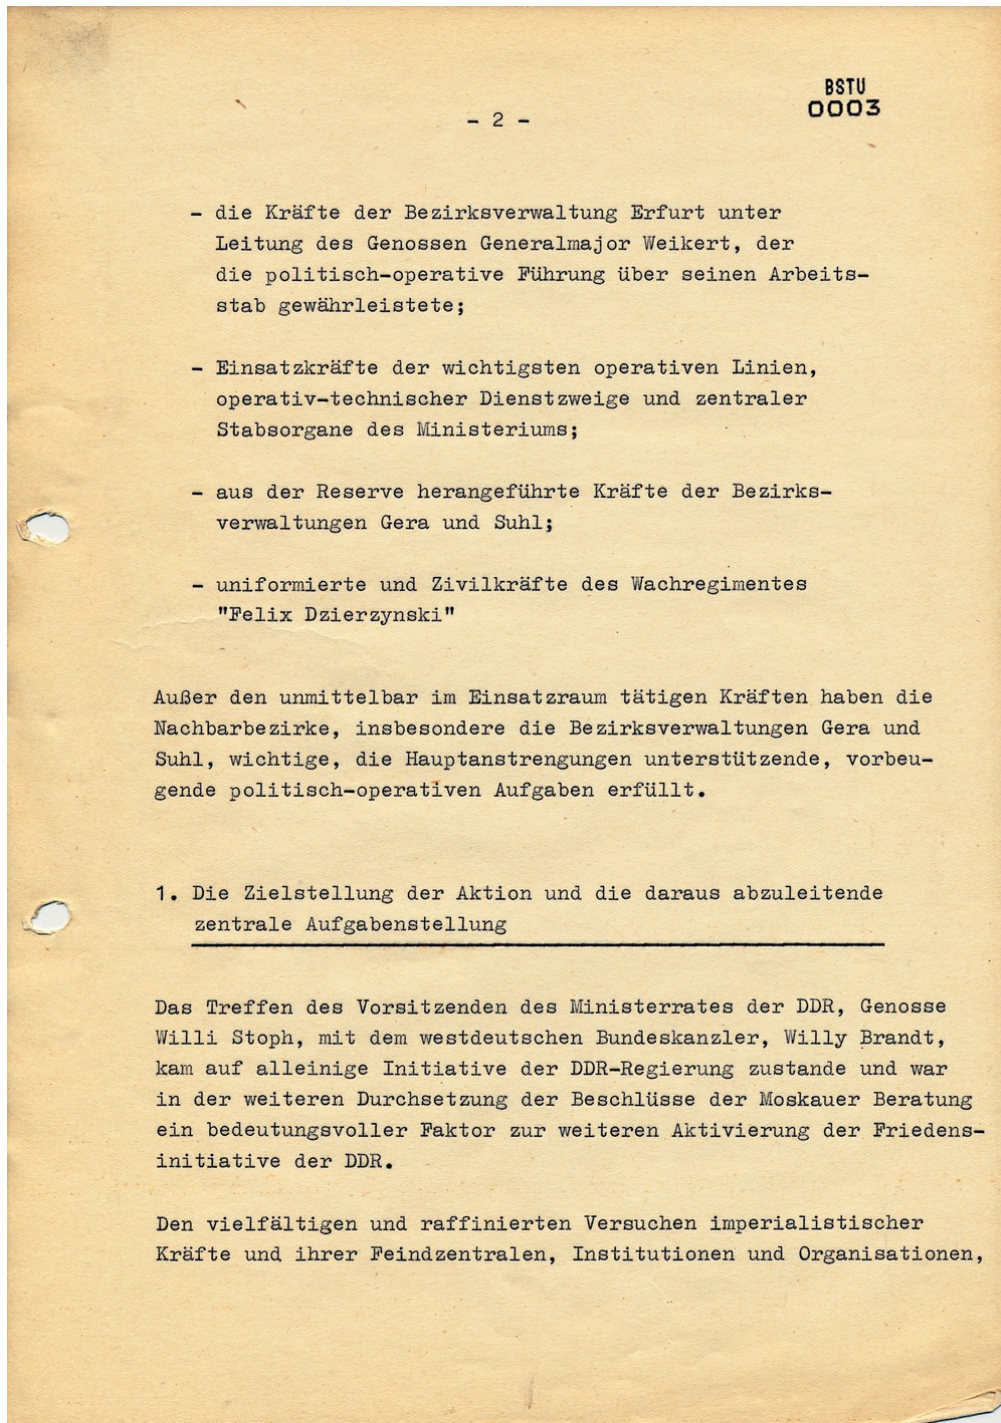 BSTU
0003
- 2 -
- die Kräfte der Bezirksverwaltung Erfurt unter
Leitung des Genossen Generalmajor Weikert, der
die politisch-operative Führung über seinen Arbeits-
stab gewährleistete;
- Einsatzkräfte der wichtigsten operativen Linien,
operativ-technischer Dienstzweige und zentraler
Stabsorgane des Ministeriums;
- aus der Reserve herangeführte Kräfte der Bezirks-
verwaltungen Gera und Suhl;
- uniformierte und Zivilkräfte des Wachregimentes
"Felix Dzierzynski"
Außer den unmittelbar im Einsatzraum tätigen Kräften haben die
Nachbarbezirke, insbesondere die Bezirksverwaltungen Gera und
Suhl, wichtige, die Hauptanstrengungen unterstützende, vorbeu-
gende politisch-operativen Aufgaben erfüllt.
1. Die Zielstellung der Aktion und die daraus abzuleitende
zentrale Aufgabenstellung
Das Treffen des Vorsitzenden des Ministerrates der DDR, Genosse
Willi Stoph, mit dem westdeutschen Bundeskanzler, Willy Brandt,
kam auf alleinige Initiative der DDR-Regierung zustande und war
in der weiteren Durchsetzung der Beschlüsse der Moskauer Beratung
ein bedeutungsvoller Faktor zur weiteren Aktivierung der Friedens-
initiative der DDR.
Den vielfältigen und raffinierten Versuchen imperialistischer
Kräfte und ihrer Feindzentralen, Institutionen und Organisationen,